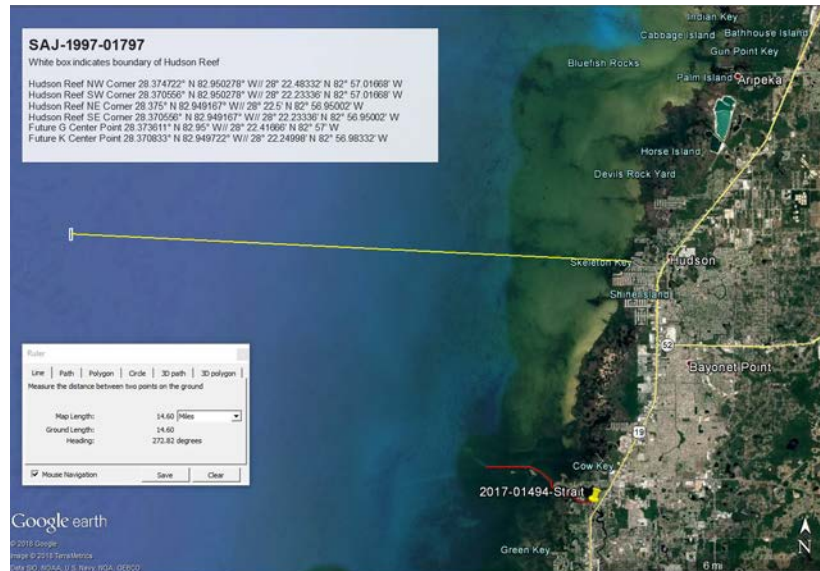 SAJ-1997-01797
White box indicates boundary of Hudson Reef
Hudson Reef NW Corner 28.374722° N 82.950278° W// 28° 22.48332' N 82° 57.01668' W
Hudson Reef SW Corner 28.370556° N 82.950278° W// 28° 22.23336' N 82° 57.01668' W
Hudson Reef NE Corner 28.375° N 82.949167° W// 28° 22.5' N 82° 56.95002' W
Hudson Reef SE Corner 28.370556° N 82.949167° W// 28° 22.23336' N 82° 56.95002' W
Future G Center Point 28.373611° N 82.95° W// 28° 22.41666' N 82° 57' W
Future K Center Point 28.370833° N 82.949722° W// 28° 22.24998' N 82° 56.98332' W
Indian Key
Cabbage Island
Bathhouse Island
Gun Point Key
Bluefish Rocks
Palm Island
Aripeka
Horse Island
Devils Rock Yard
Skeleton Key
Hudson
Shine Island
52
Bayonet Point
19
Cow Key
2017-01494-Strait
Green Key
Ruler
Line Path Polygon Circle 3D path 3D polygon
Measure the distance between two points on the ground
Map Length: 14.60 Miles
Ground Length: 14.60
Heading: 272.82 degrees
Mouse Navigation Save Clear
Google earth
© 2018 Google
Image © 2018 TerraMetrics
Data SIO, NOAA, U.S. Navy, NGA, GEBCO
6 mi
N